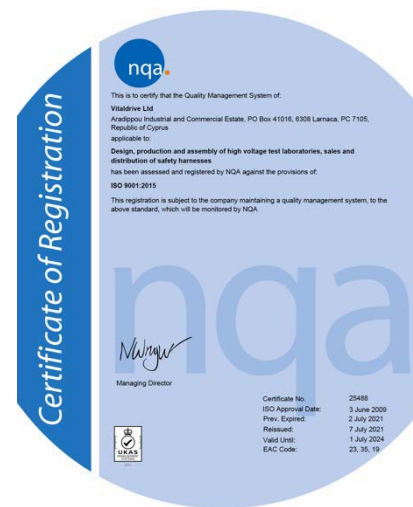 nqa.
Certificate of Registration
This is to certify that the Quality Management System of:
Vitaldrive Ltd
Aradippou Industrial and Commercial Estate, PO Box 41016, 6308 Larnaca, PC 7105,
Republic of Cyprus
applicable to:
Design, production and assembly of high voltage test laboratories, sales and
distribution of safety harnesses
has been assessed and registered by NQA against the provisions of:
ISO 9001:2015
This registration is subject to the company maintaining a quality management system, to the
above standard, which will be monitored by NQA
nqa
Managing Director
Certificate No. 25488
ISO Approval Date: 3 June 2009
Prev. Expired: 2 July 2021
Reissued: 7 July 2021
Valid Until: 1 July 2024
EAC Code: 23, 35, 19
UKAS